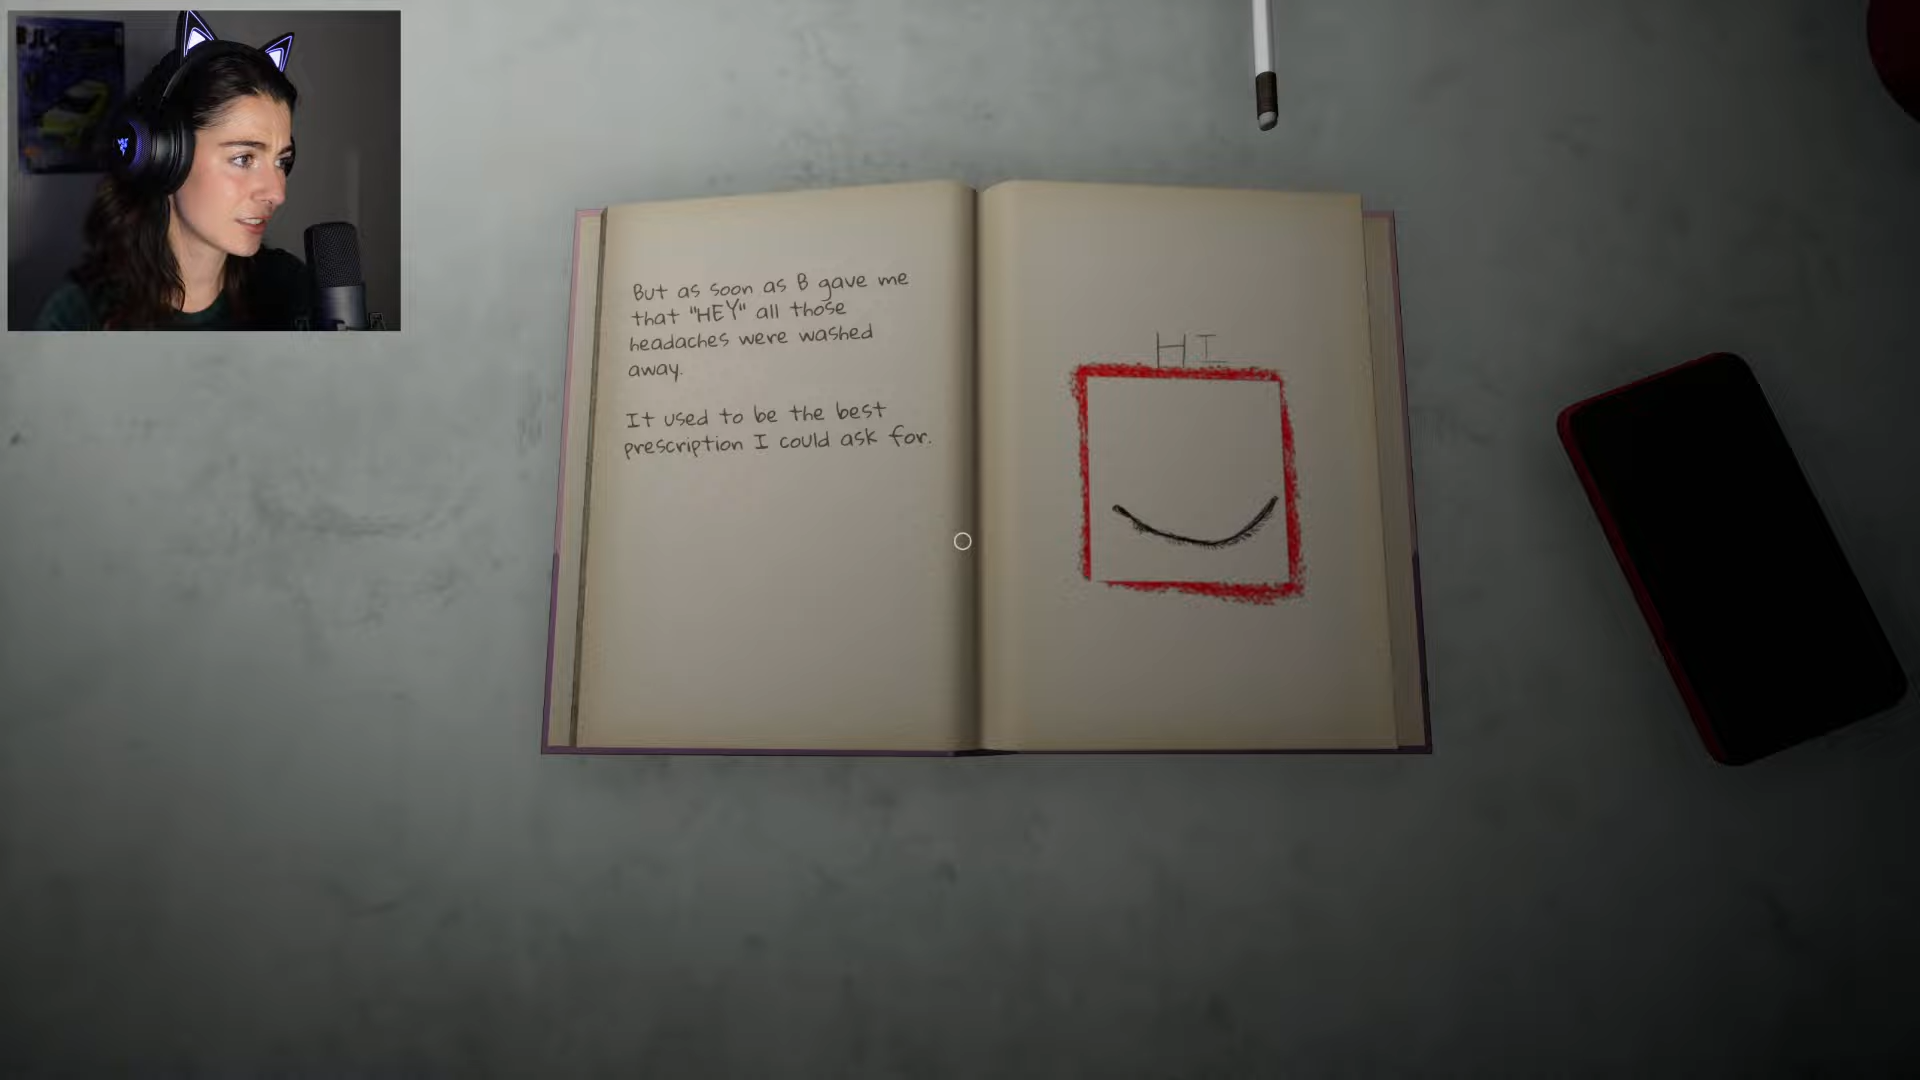 But as soon as B gave me
that "HEY" all those
headaches were washed
away.
It used to be the best
prescription I could ask for.
HI